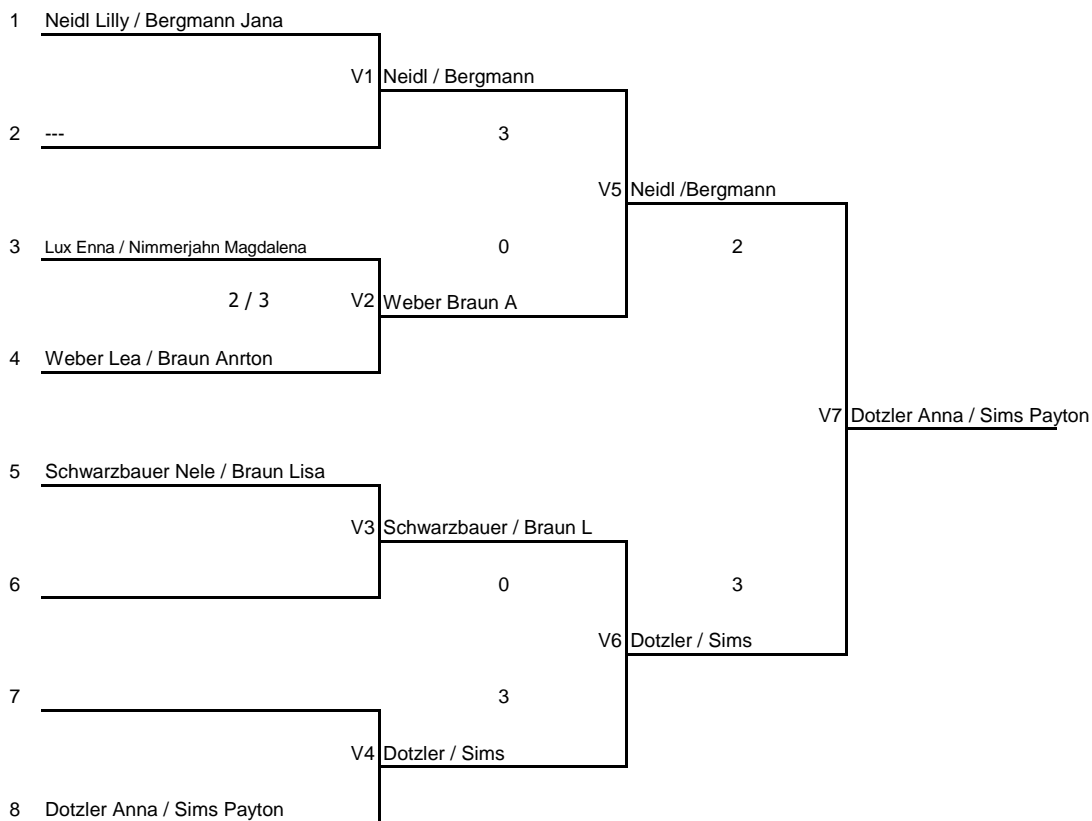 1 Neidl Lilly / Bergmann Jana
V1 Neidl / Bergmann
2 --- 3
V5 Neidl /Bergmann
3 Lux Enna / Nimmerjahn Magdalena 0 2
2 / 3 V2 Weber Braun A
4 Weber Lea / Braun Anrton
V7 Dotzler Anna / Sims Payton
5 Schwarzbauer Nele / Braun Lisa
V3 Schwarzbauer / Braun L
6 0 3
V6 Dotzler / Sims
7 3
V4 Dotzler / Sims
8 Dotzler Anna / Sims Payton